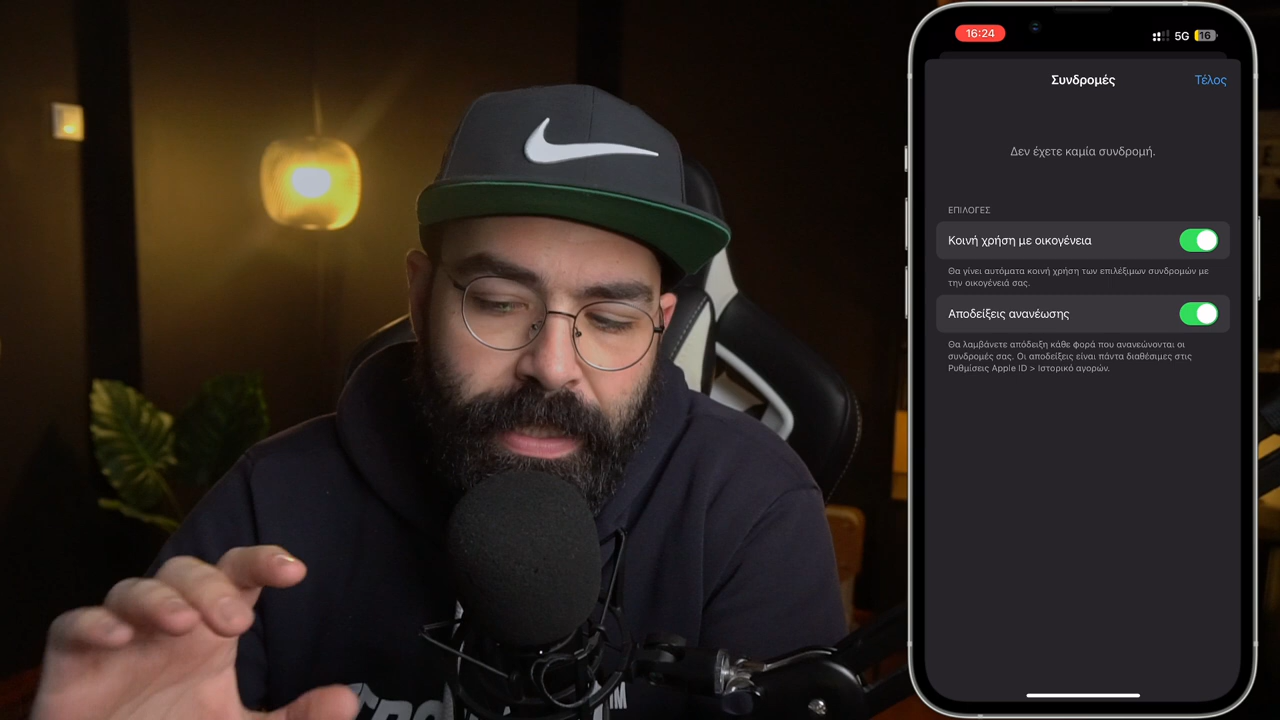 16:24
5G
16
Συνδρομές
Τέλος
Δεν έχετε καμία συνδρομή.
ΕΠΙΛΟΓΕΣ
Κοινή χρήση με οικογένεια
Θα γίνει αυτόματα κοινή χρήση των επιλέξιμων συνδρομών με
την οικογένειά σας.
Αποδείξεις ανανέωσης
Θα λαμβάνετε απόδειξη κάθε φορά που ανανεώνονται οι
συνδρομές σας. Οι αποδείξεις είναι πάντα διαθέσιμες στις
Ρυθμίσεις Apple ID > Ιστορικό αγορών.